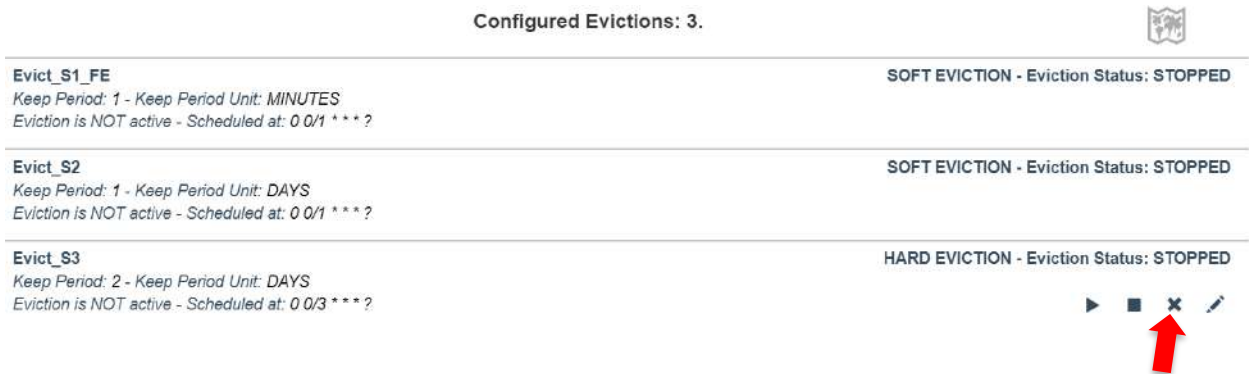 Configured Evictions: 3.
Evict_S1_FE
SOFT EVICTION - Eviction Status: STOPPED
Keep Period: 1 - Keep Period Unit: MINUTES
Eviction is NOT active - Scheduled at: 0 0/1 * * * ?
Evict_S2
SOFT EVICTION - Eviction Status: STOPPED
Keep Period: 1 - Keep Period Unit: DAYS
Eviction is NOT active - Scheduled at: 0 0/1 * * * ?
Evict_S3
HARD EVICTION - Eviction Status: STOPPED
Keep Period: 2 - Keep Period Unit: DAYS
Eviction is NOT active - Scheduled at: 0 0/3 * * * ?